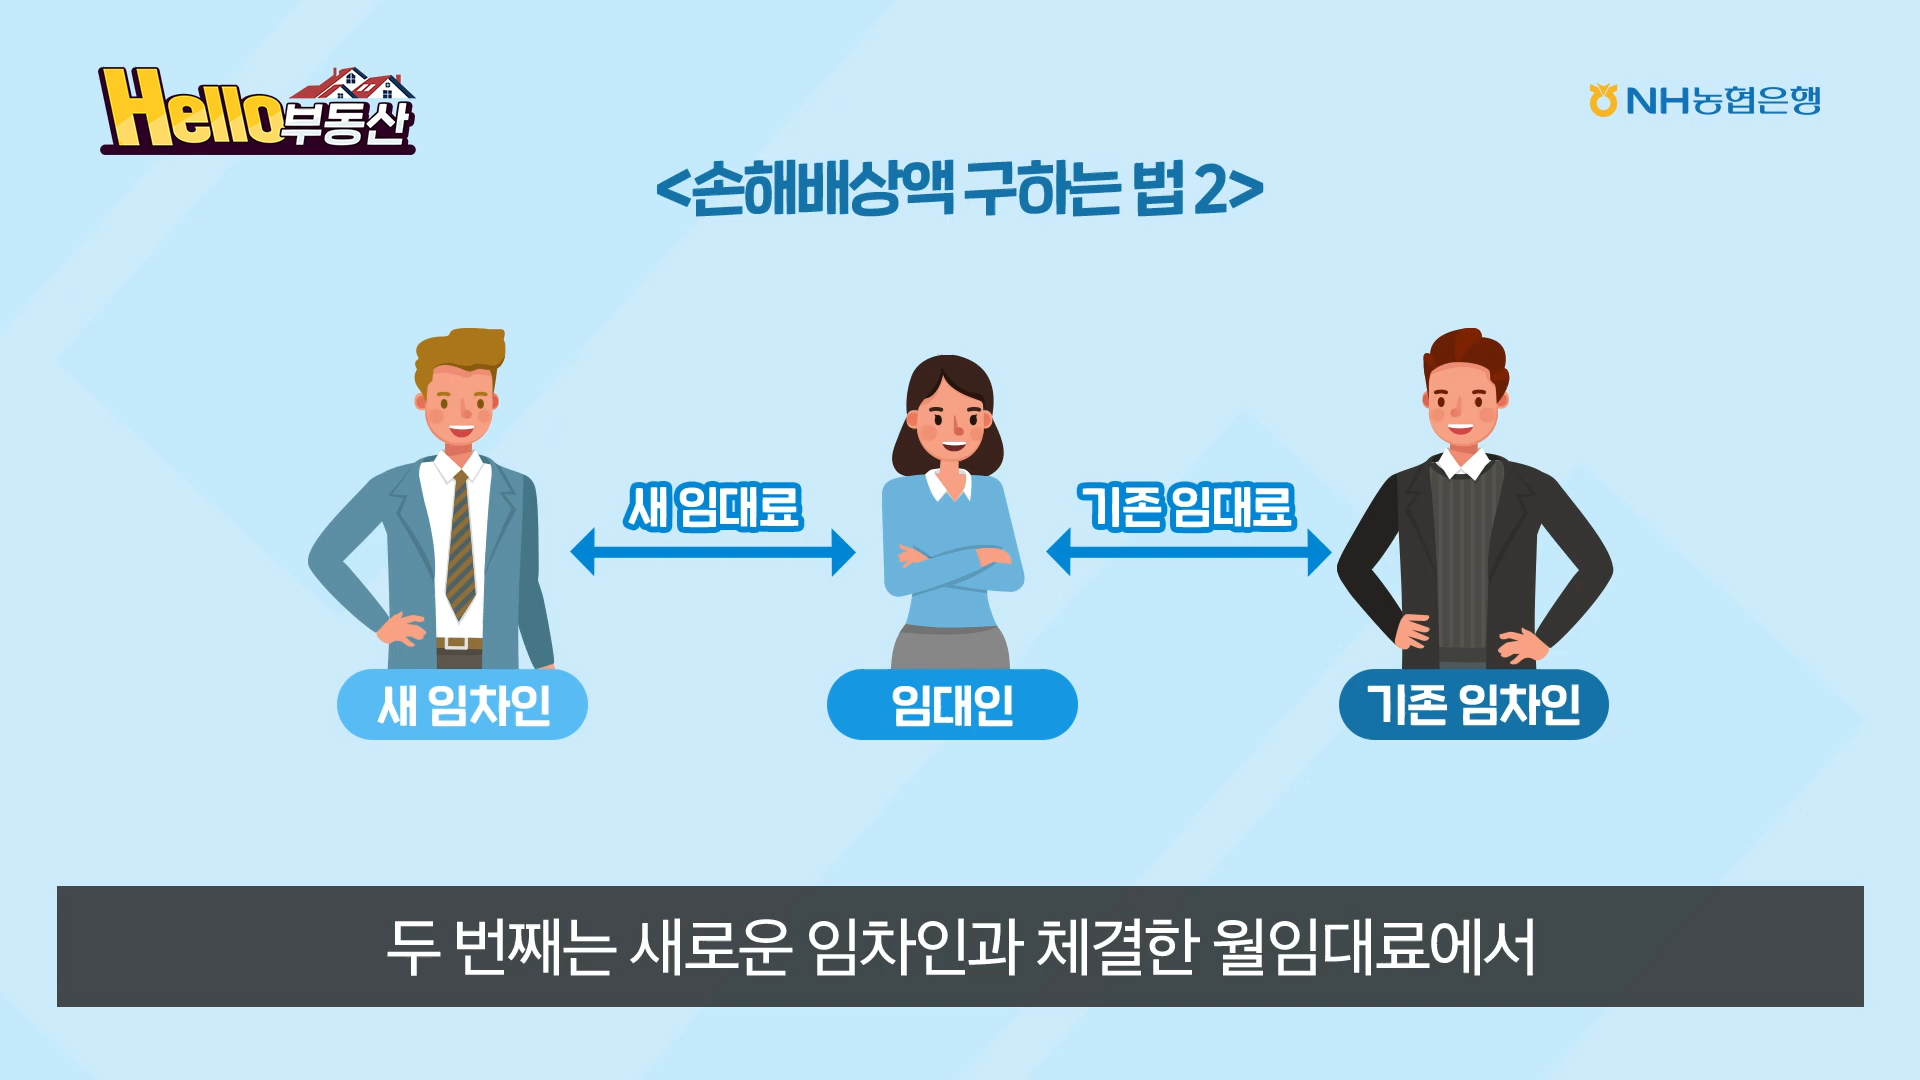 Hello부동산
NH농협은행
<손해배상액 구하는 법 2>
새 임대료
기존 임대료
새 임차인
임대인
기존 임차인
두 번째는 새로운 임차인과 체결한 월임대료에서